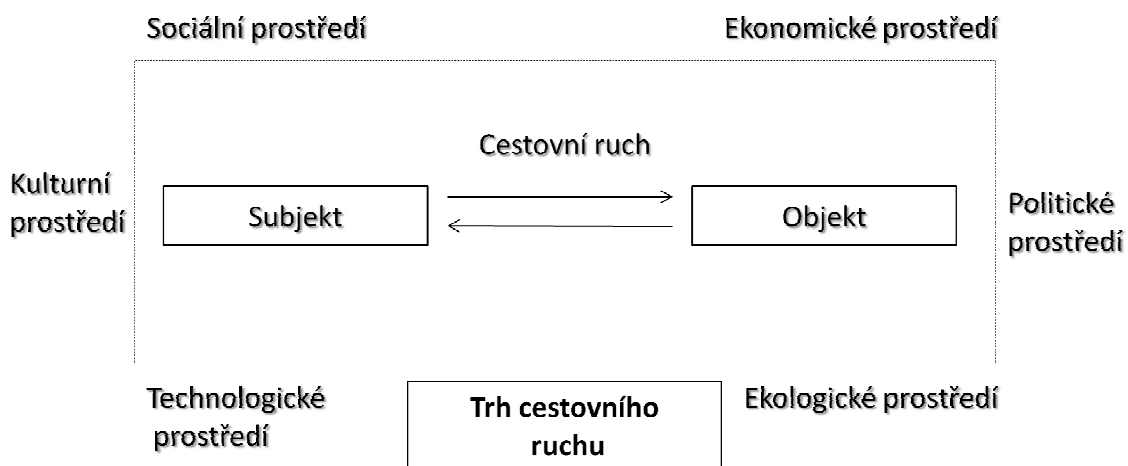 Sociální prostředí
Ekonomické prostředí
Cestovní ruch
Kulturní
prostředí
Subjekt
Objekt
Politické
prostředí
Technologické
prostředí
Trh cestovního
ruchu
Ekologické prostředí